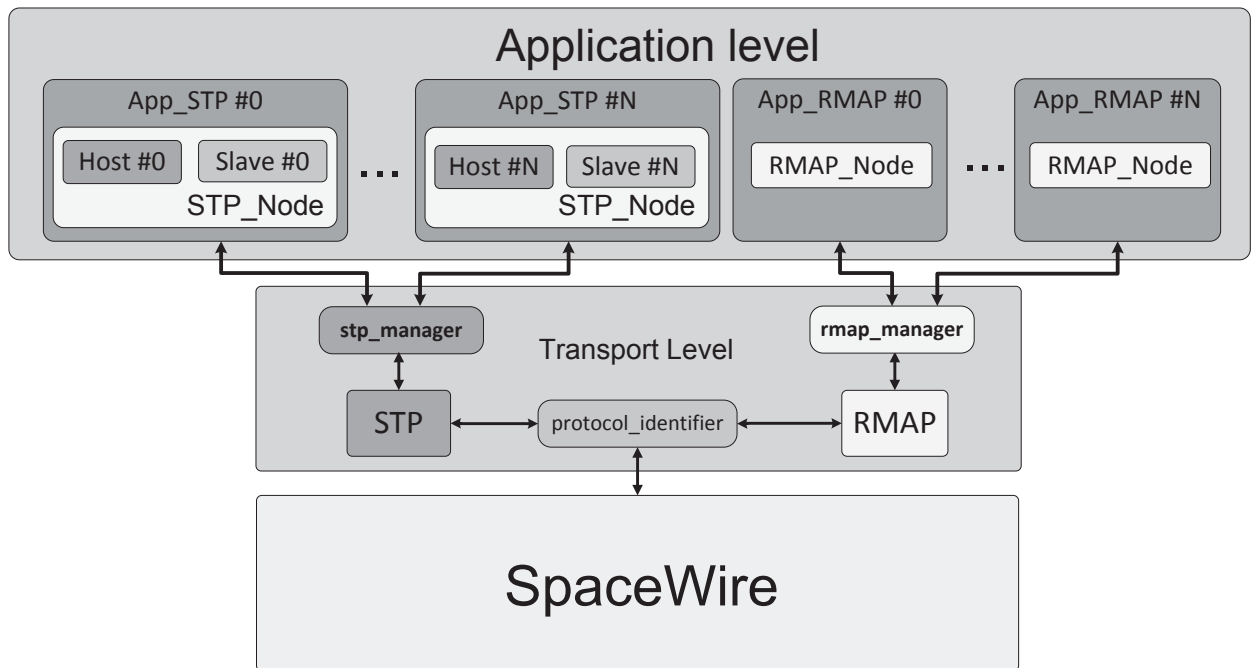 Application level
App_STP #0
App_STP #N
App_RMAP #0
App_RMAP #N
Host #0
Slave #0
STP_Node
...
Host #N
Slave #N
STP_Node
RMAP_Node
...
RMAP_Node
stp_manager
rmap_manager
Transport Level
STP
protocol_identifier
RMAP
SpaceWire